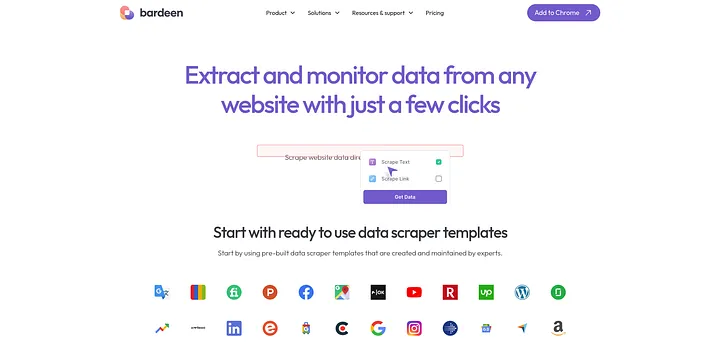 bardeen
Product
Solutions
Resources & support
Pricing
Add to Chrome
Extract and monitor data from any
website with just a few clicks
Scrape website data dire
Scrape Text
Scrape Link
Get Data
Start with ready to use data scraper templates
Start by using pre-built data scraper templates that are created and maintained by experts.